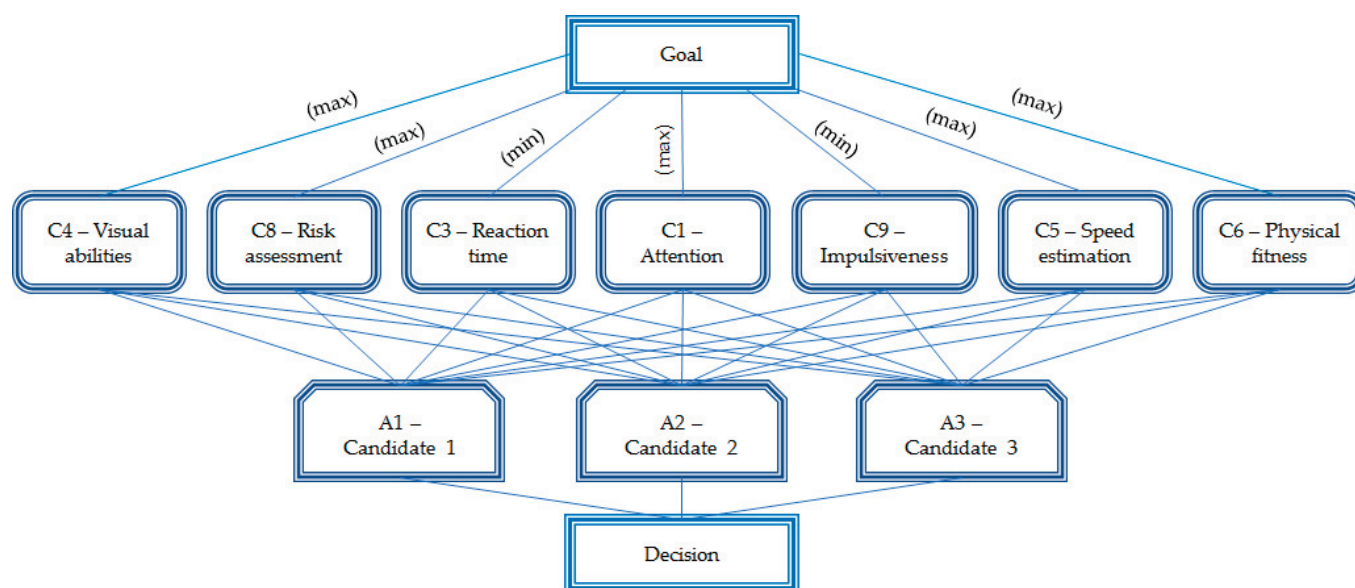 Goal
(max)
(max)
(min)
(max)
(min)
(max)
(max)
C4 – Visual
abilities
C8 – Risk
assessment
C3 – Reaction
time
C1 –
Attention
C9 –
Impulsiveness
C5 – Speed
estimation
C6 – Physical
fitness
A1 –
Candidate 1
A2 –
Candidate 2
A3 –
Candidate 3
Decision